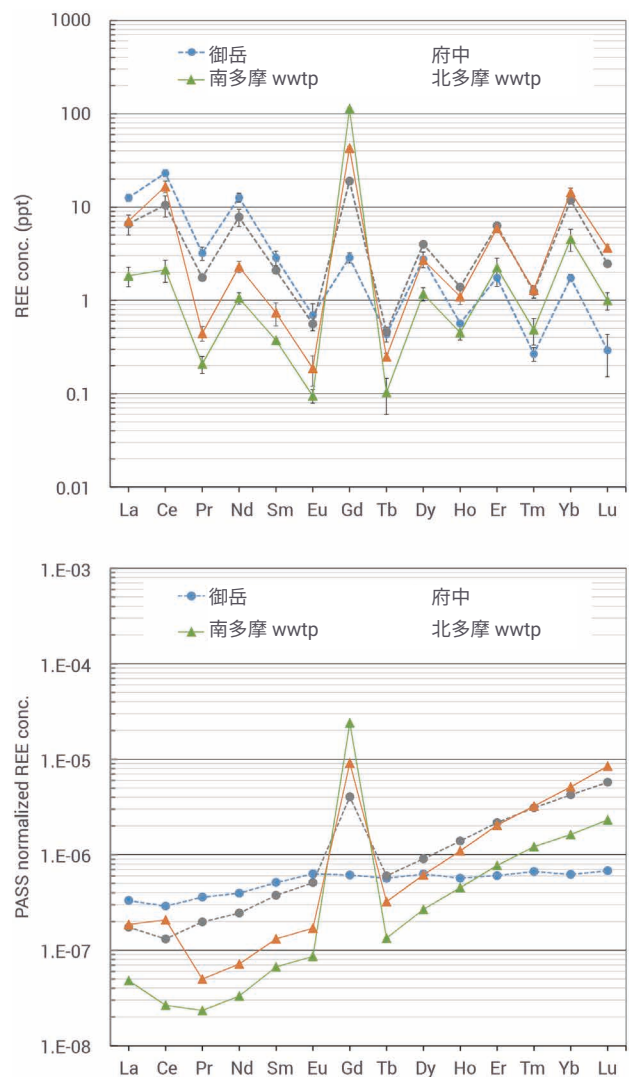 1000
御岳 府中
南多摩 wwtp 北多摩 wwtp
100
10
1
0.1
0.01
REE conc. (ppt)
La Ce Pr Nd Sm Eu Gd Tb Dy Ho Er Tm Yb Lu
1.E-03
御岳 府中
南多摩 wwtp 北多摩 wwtp
1.E-04
1.E-05
1.E-06
1.E-07
1.E-08
PASS normalized REE conc.
La Ce Pr Nd Sm Eu Gd Tb Dy Ho Er Tm Yb Lu